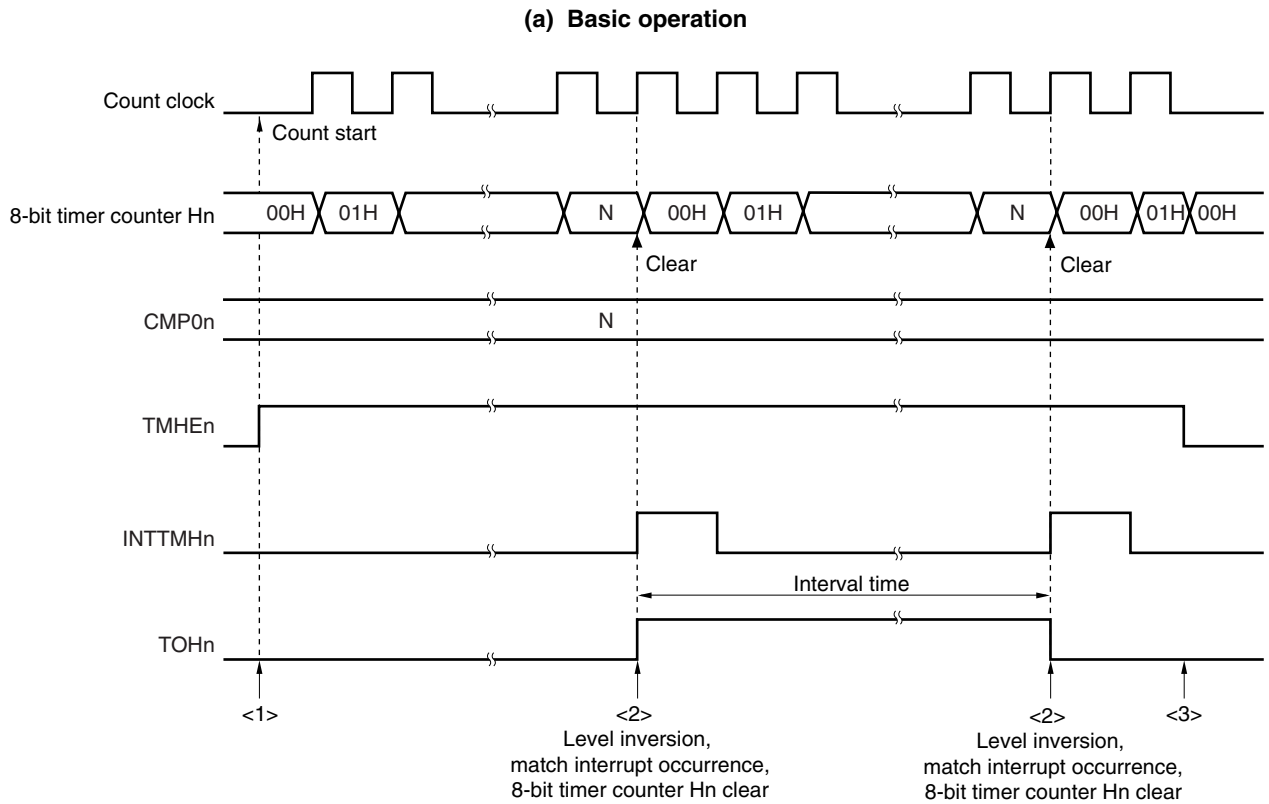 (a) Basic operation
Count clock
Count start
8-bit timer counter Hn
00H 01H N 00H 01H N 00H 01H 00H
Clear Clear
CMP0n
N
TMHEn
INTTMHn
Interval time
TOHn
<1> <2> <2> <3>
Level inversion,
match interrupt occurrence,
8-bit timer counter Hn clear
Level inversion,
match interrupt occurrence,
8-bit timer counter Hn clear